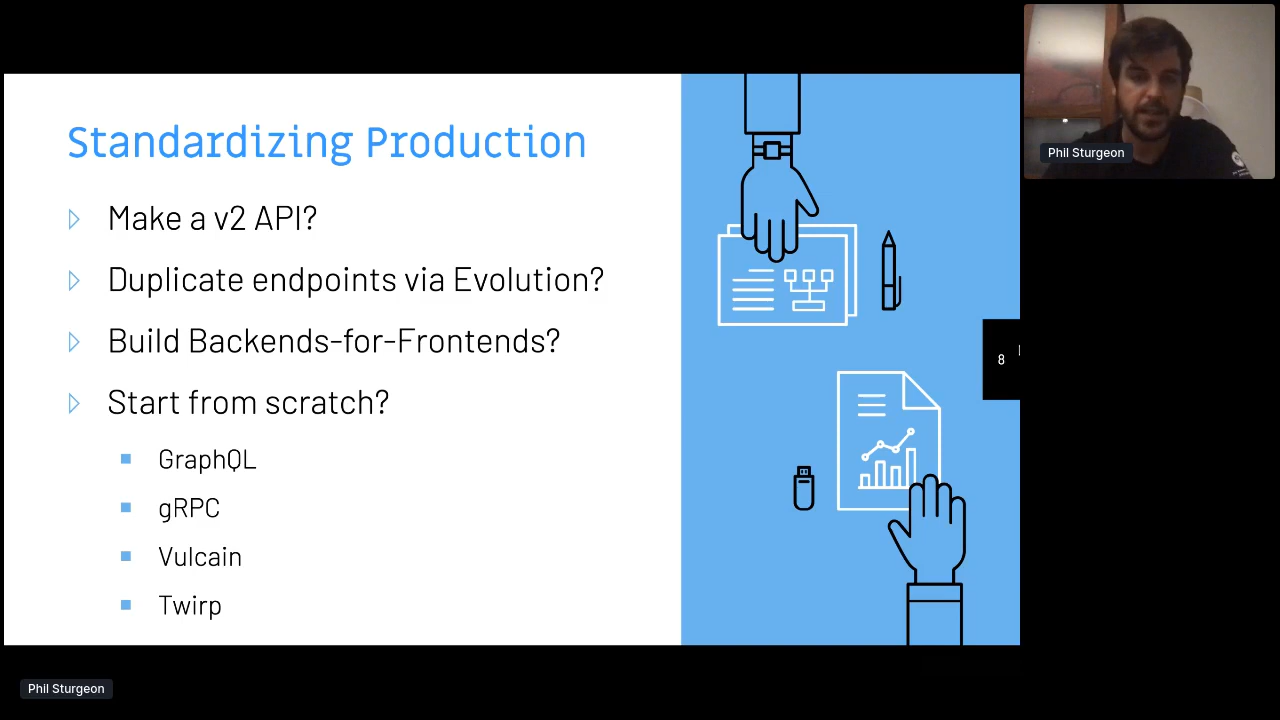 Standardizing Production
Make a v2 API?
Duplicate endpoints via Evolution?
Build Backends-for-Frontends?
Start from scratch?
GraphQL
gRPC
Vulcain
Twirp
8
Phil Sturgeon
Phil Sturgeon